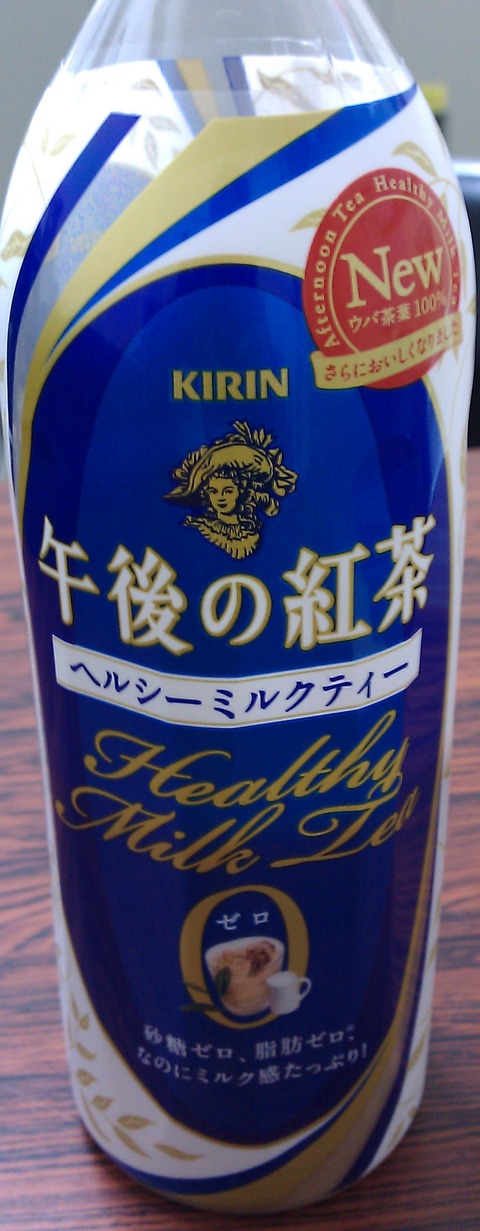 Afternoon Tea Healthy Milk Tea
New
ウバ茶葉100%
さらにおいしくなりました
KIRIN
午後の紅茶
ヘルシーミルクティー
Healthy
Milk Tea
0
ゼロ
砂糖ゼロ、脂肪ゼロ、
なのにミルク感たっぷり!